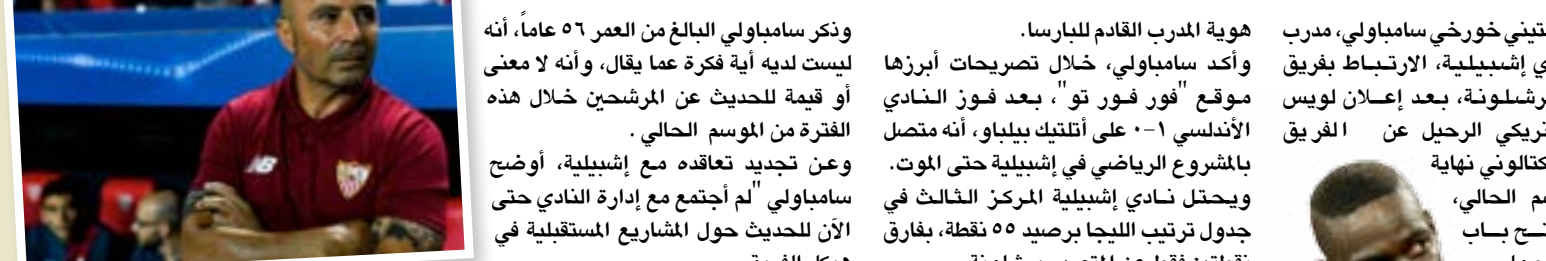 خورخي سامباولي، مدرب
إشبيلية، الارتباط بفريق
بعد إعلان لويس
الرحيل عن الفريق
نهاية
الحالي،
باب
هوية المدرب القادم للبارسا.
وأكد سامباولي، خلال تصريحات أبرزها
موقع "فور فور تو"، بعد فوز النادي
الأندلسي ١-٠ على أتلتيك بيلباو، أنه متصل
بالمشروع الرياضي في إشبيلية حتى الموت.
ويحتل نادي إشبيلية المركز الثالث في
جدول ترتيب الليجا برصيد ٥٥ نقطة، بفارق
وذكر سامباولي البالغ من العمر ٥٦ عاماً، أنه
ليست لديه أية فكرة عما يقال، وأنه لا معنى
أو قيمة للحديث عن المرشحين خلال هذه
الفترة من الموسم الحالي .
وعن تجديد تعاقده مع إشبيلية، أوضح
سامباولي "لم أجتمع مع إدارة النادي حتى
الآن للحديث حول المشاريع المستقبلية في
NB